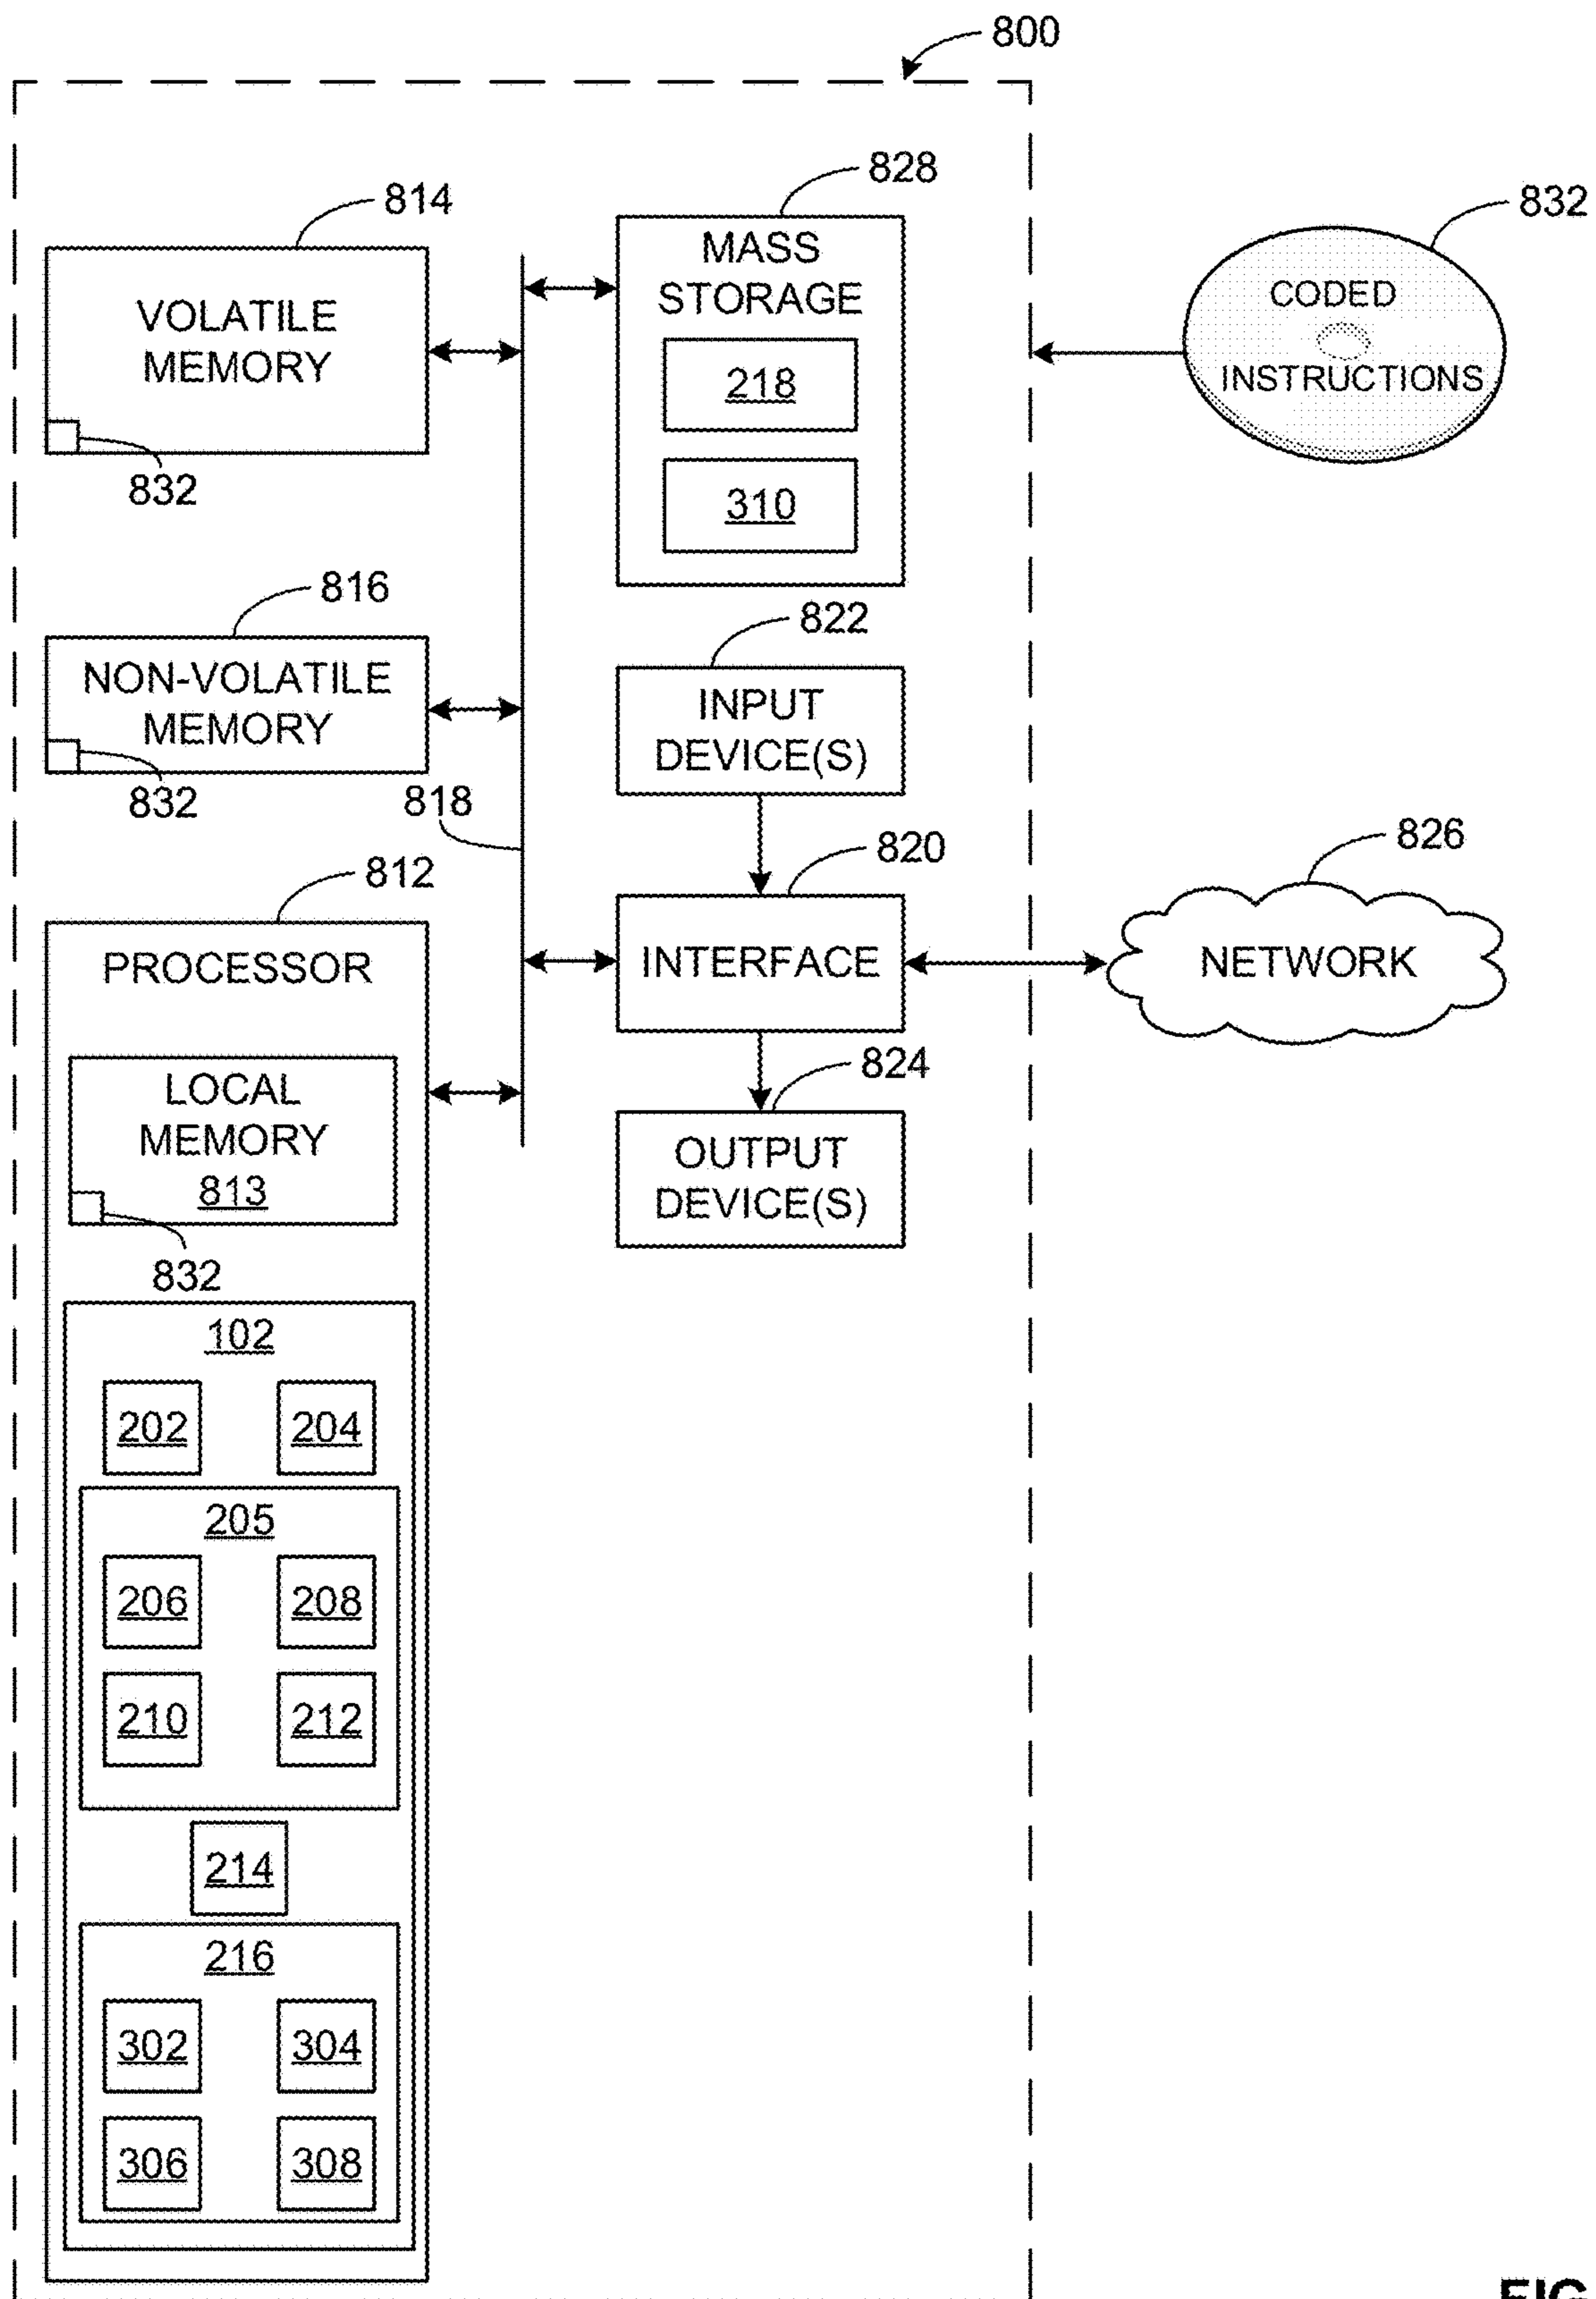 800
828
814
832
MASS
STORAGE
VOLATILE
MEMORY
CODED
INSTRUCTIONS
218
832
310
816
822
NON-VOLATILE
MEMORY
INPUT
DEVICE(S)
832
818
820
826
812
PROCESSOR
INTERFACE
NETWORK
824
LOCAL
MEMORY
813
OUTPUT
DEVICE(S)
832
102
202 204
205
206 208
210 212
214
216
302 304
306 308